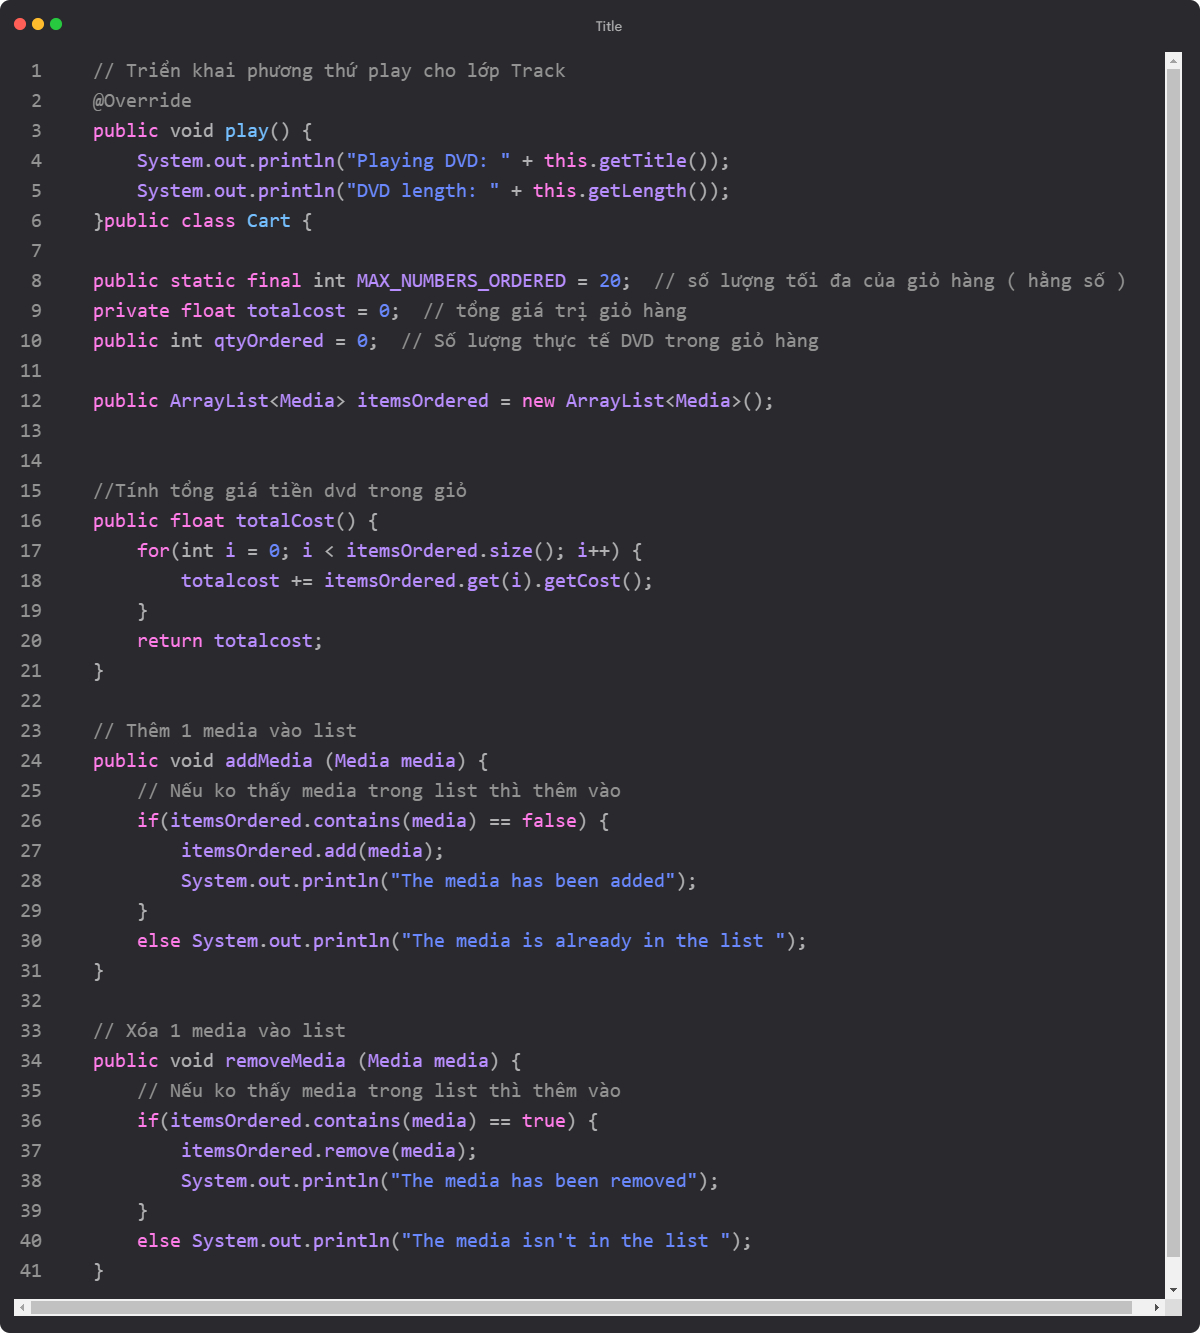 Title
1 // Triển khai phương thứ play cho lớp Track
2 @Override
3 public void play() {
4     System.out.println("Playing DVD: " + this.getTitle());
5     System.out.println("DVD length: " + this.getLength());
6 }public class Cart {
7
8 public static final int MAX_NUMBERS_ORDERED = 20;  // số lượng tối đa của giỏ hàng ( hằng số )
9 private float totalcost = 0;  // tổng giá trị giỏ hàng
10 public int qtyOrdered = 0;  // Số lượng thực tế DVD trong giỏ hàng
11
12 public ArrayList<Media> itemsOrdered = new ArrayList<Media>();
13
14
15 //Tính tổng giá tiền dvd trong giỏ
16 public float totalCost() {
17     for(int i = 0; i < itemsOrdered.size(); i++) {
18         totalcost += itemsOrdered.get(i).getCost();
19     }
20     return totalcost;
21 }
22
23 // Thêm 1 media vào list
24 public void addMedia (Media media) {
25     // Nếu ko thấy media trong list thì thêm vào
26     if(itemsOrdered.contains(media) == false) {
27         itemsOrdered.add(media);
28         System.out.println("The media has been added");
29     }
30     else System.out.println("The media is already in the list ");
31 }
32
33 // Xóa 1 media vào list
34 public void removeMedia (Media media) {
35     // Nếu ko thấy media trong list thì thêm vào
36     if(itemsOrdered.contains(media) == true) {
37         itemsOrdered.remove(media);
38         System.out.println("The media has been removed");
39     }
40     else System.out.println("The media isn't in the list ");
41 }